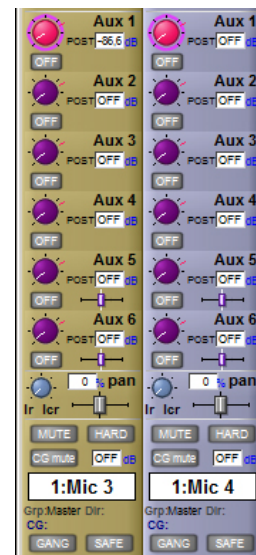 Aux 1 Aux 1
POST -86,6 dB POST OFF dB
OFF OFF
Aux 2 Aux 2
POST OFF dB POST OFF dB
OFF OFF
Aux 3 Aux 3
POST OFF dB POST OFF dB
OFF OFF
Aux 4 Aux 4
POST OFF dB POST OFF dB
OFF OFF
Aux 5 Aux 5
POST OFF dB POST OFF dB
OFF OFF
Aux 6 Aux 6
POST OFF dB POST OFF dB
OFF OFF
0 % pan 0 % pan
lr lcr lr lcr
MUTE HARD MUTE HARD
CG mute OFF dB CG mute OFF dB
1:Mic 3 1:Mic 4
Grp:Master Dir: Grp:Master Dir:
CG: CG:
GANG SAFE GANG SAFE